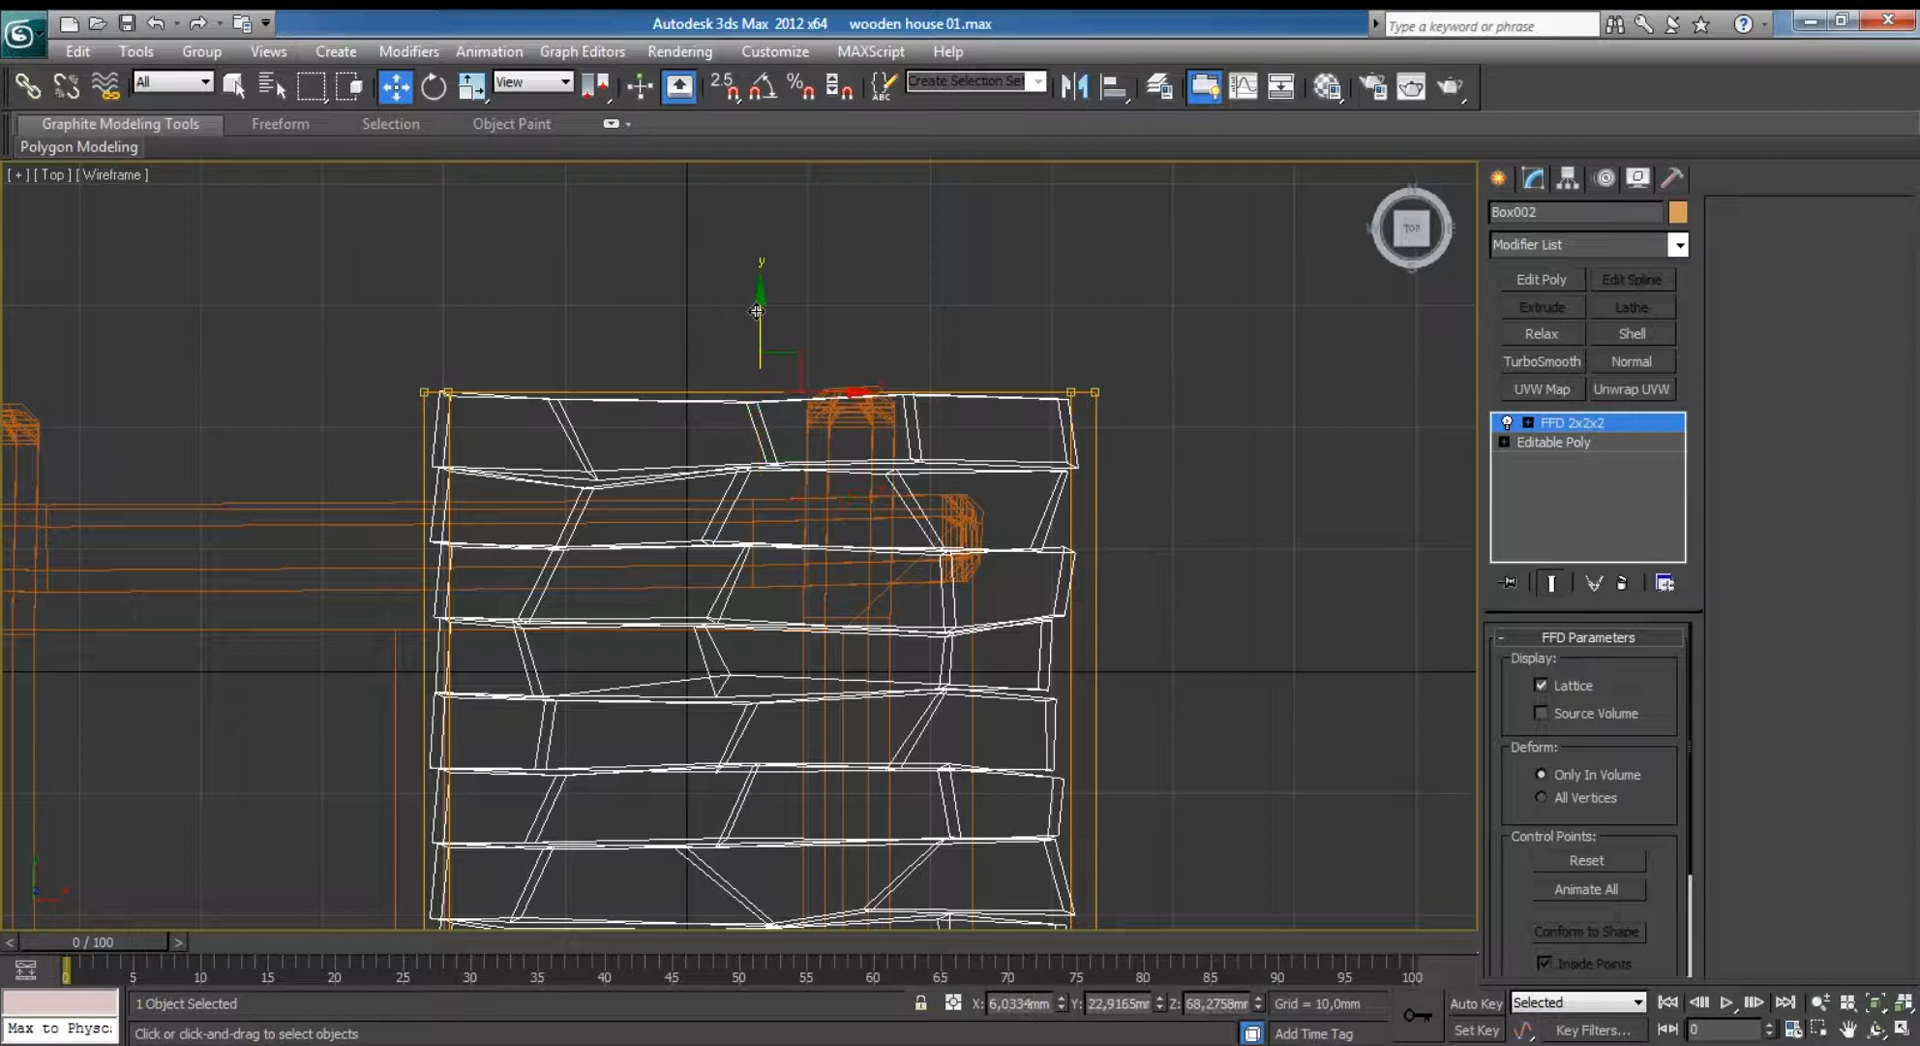 Autodesk 3ds Max 2012 x64 wooden house 01.max
Type a keyword or phrase
Edit Tools Group Views Create Modifiers Animation Graph Editors Rendering Customize MAXScript Help
All
View
2.5
Create Selection Set
Graphite Modeling Tools Freeform Selection Object Paint
Polygon Modeling
[ + ] [ Top ] [ Wireframe ]
TOP
y
Box002
Modifier List
Edit Poly Edit Spline
Extrude Lathe
Relax Shell
TurboSmooth Normal
UVW Map Unwrap UVW
FFD 2x2x2
Editable Poly
FFD Parameters
Display:
Lattice
Source Volume
Deform:
Only In Volume
All Vertices
Control Points:
Reset
Animate All
Conform to Shape
Inside Points
0 / 100
0 5 10 15 20 25 30 35 40 45 50 55 60 65 70 75 80 85 90 95 100
1 Object Selected
X: 6,0334mm Y: 22,9165mm Z: 68,2758mm Grid = 10,0mm
Auto Key Selected
Max to Physc:
Click or click-and-drag to select objects
Add Time Tag
Set Key Key Filters... 0